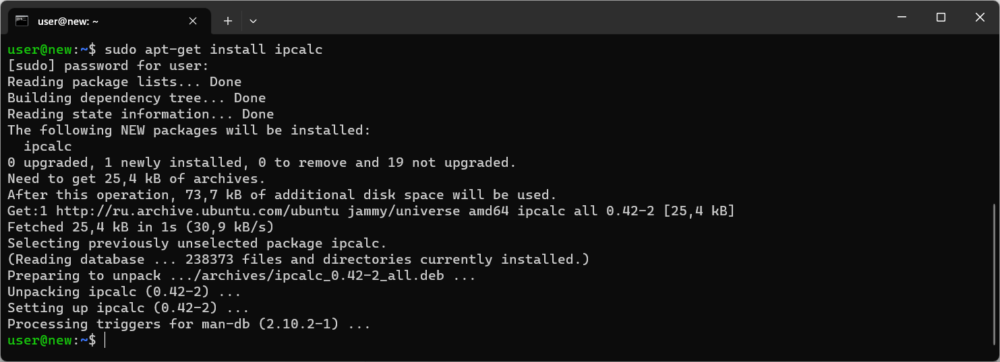 user@new: ~
user@new:~$ sudo apt-get install ipcalc
[sudo] password for user:
Reading package lists... Done
Building dependency tree... Done
Reading state information... Done
The following NEW packages will be installed:
  ipcalc
0 upgraded, 1 newly installed, 0 to remove and 19 not upgraded.
Need to get 25,4 kB of archives.
After this operation, 73,7 kB of additional disk space will be used.
Get:1 http://ru.archive.ubuntu.com/ubuntu jammy/universe amd64 ipcalc all 0.42-2 [25,4 kB]
Fetched 25,4 kB in 1s (30,9 kB/s)
Selecting previously unselected package ipcalc.
(Reading database ... 238373 files and directories currently installed.)
Preparing to unpack .../archives/ipcalc_0.42-2_all.deb ...
Unpacking ipcalc (0.42-2) ...
Setting up ipcalc (0.42-2) ...
Processing triggers for man-db (2.10.2-1) ...
user@new:~$